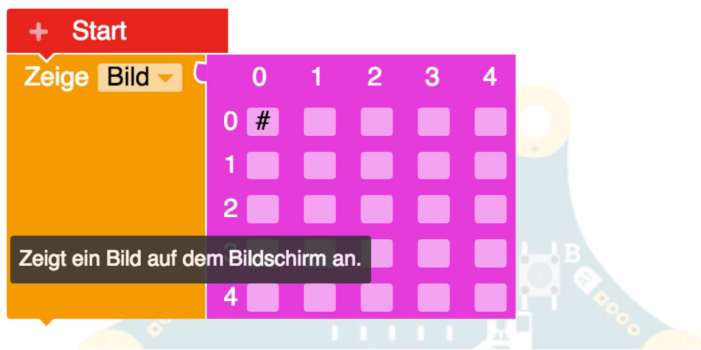 + Start
Zeige Bild
0 1 2 3 4
0 #
1
2
Zeigt ein Bild auf dem Bildschirm an.
4
B
A